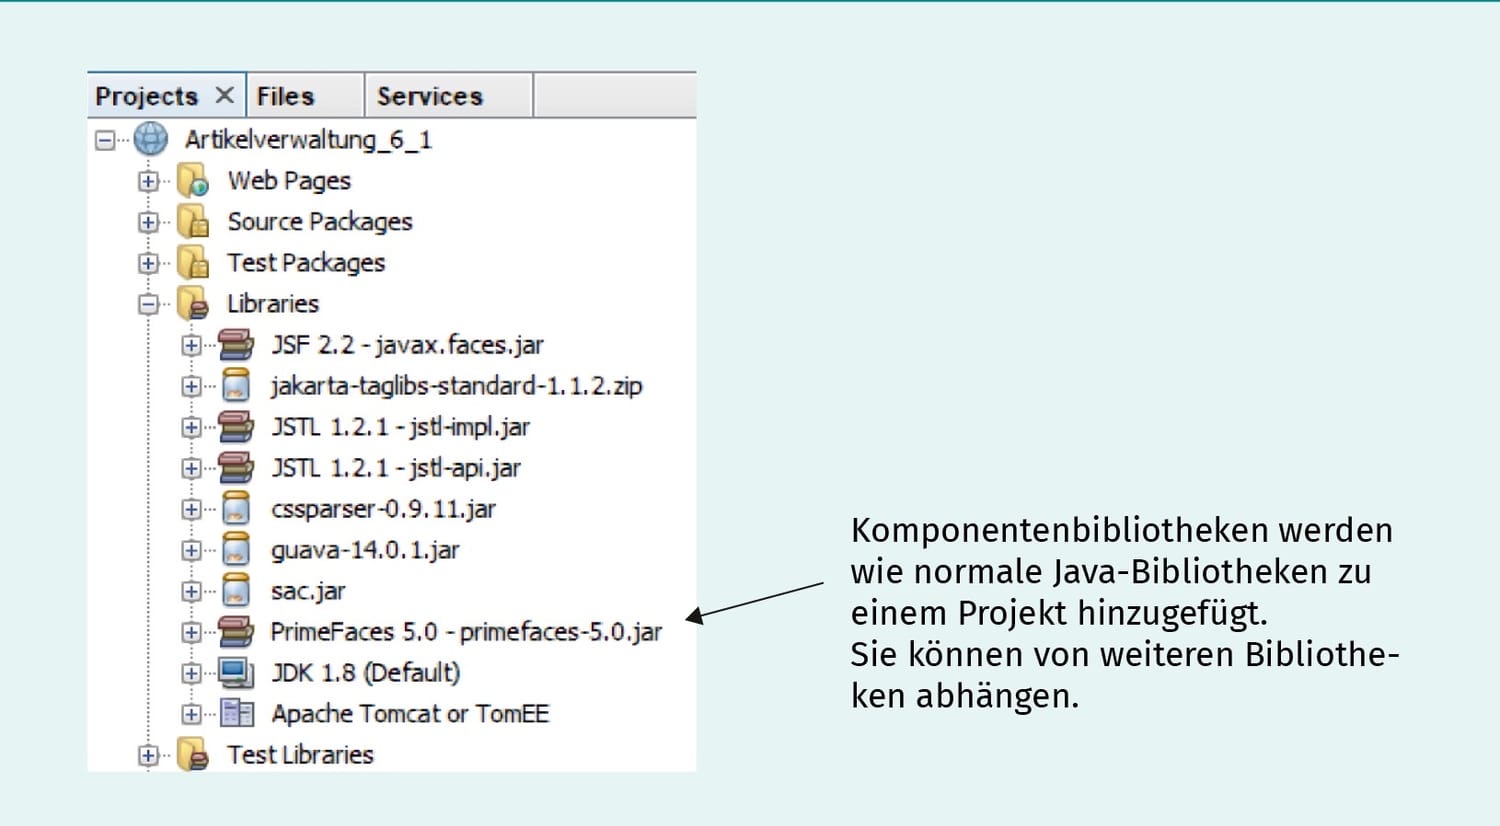 Projects Files Services
Artikelverwaltung_6_1
Web Pages
Source Packages
Test Packages
Libraries
JSF 2.2 - javax.faces.jar
jakarta-taglibs-standard-1.1.2.zip
JSTL 1.2.1 - jstl-impl.jar
JSTL 1.2.1 - jstl-api.jar
cssparser-0.9.11.jar
guava-14.0.1.jar
sac.jar
PrimeFaces 5.0 - primefaces-5.0.jar
JDK 1.8 (Default)
Apache Tomcat or TomEE
Test Libraries
Komponentenbibliotheken werden
wie normale Java-Bibliotheken zu
einem Projekt hinzugefügt.
Sie können von weiteren Bibliothe-
ken abhängen.